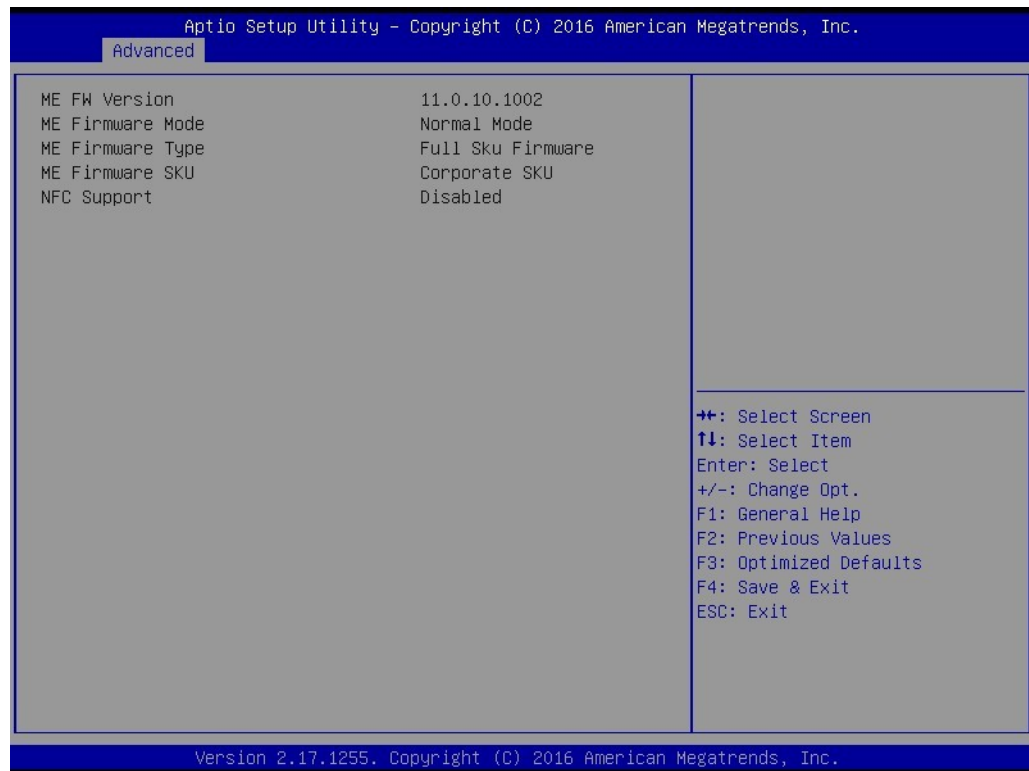 Aptio Setup Utility – Copyright (C) 2016 American Megatrends, Inc.
Advanced
ME FW Version 11.0.10.1002
ME Firmware Mode Normal Mode
ME Firmware Type Full Sku Firmware
ME Firmware SKU Corporate SKU
NFC Support Disabled
→←: Select Screen
↑↓: Select Item
Enter: Select
+/-: Change Opt.
F1: General Help
F2: Previous Values
F3: Optimized Defaults
F4: Save & Exit
ESC: Exit
Version 2.17.1255. Copyright (C) 2016 American Megatrends, Inc.